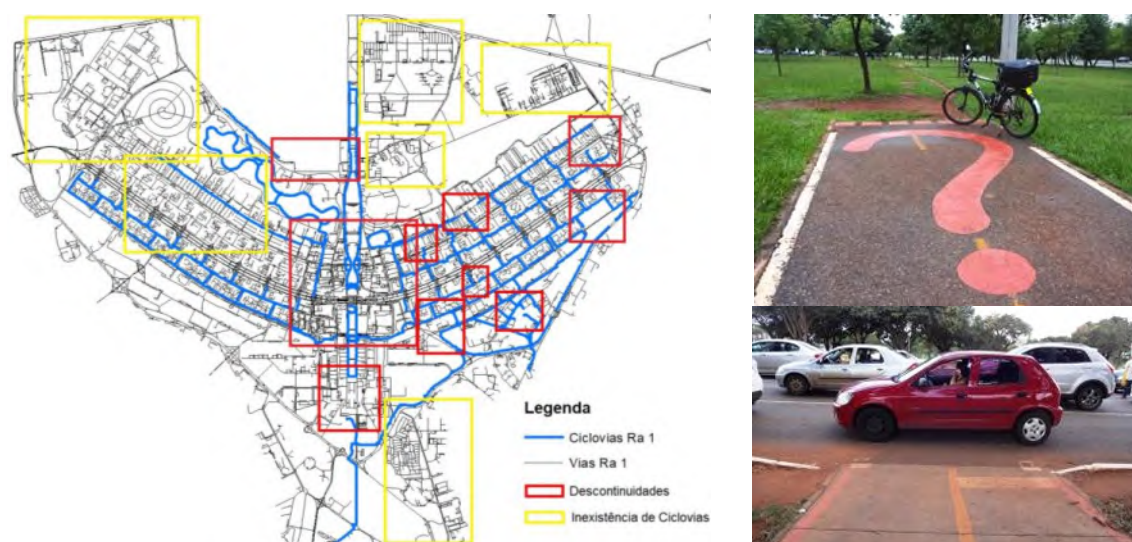 Legenda
Ciclovias Ra 1
Vias Ra 1
Descontinuidades
Inexistência de Ciclovias